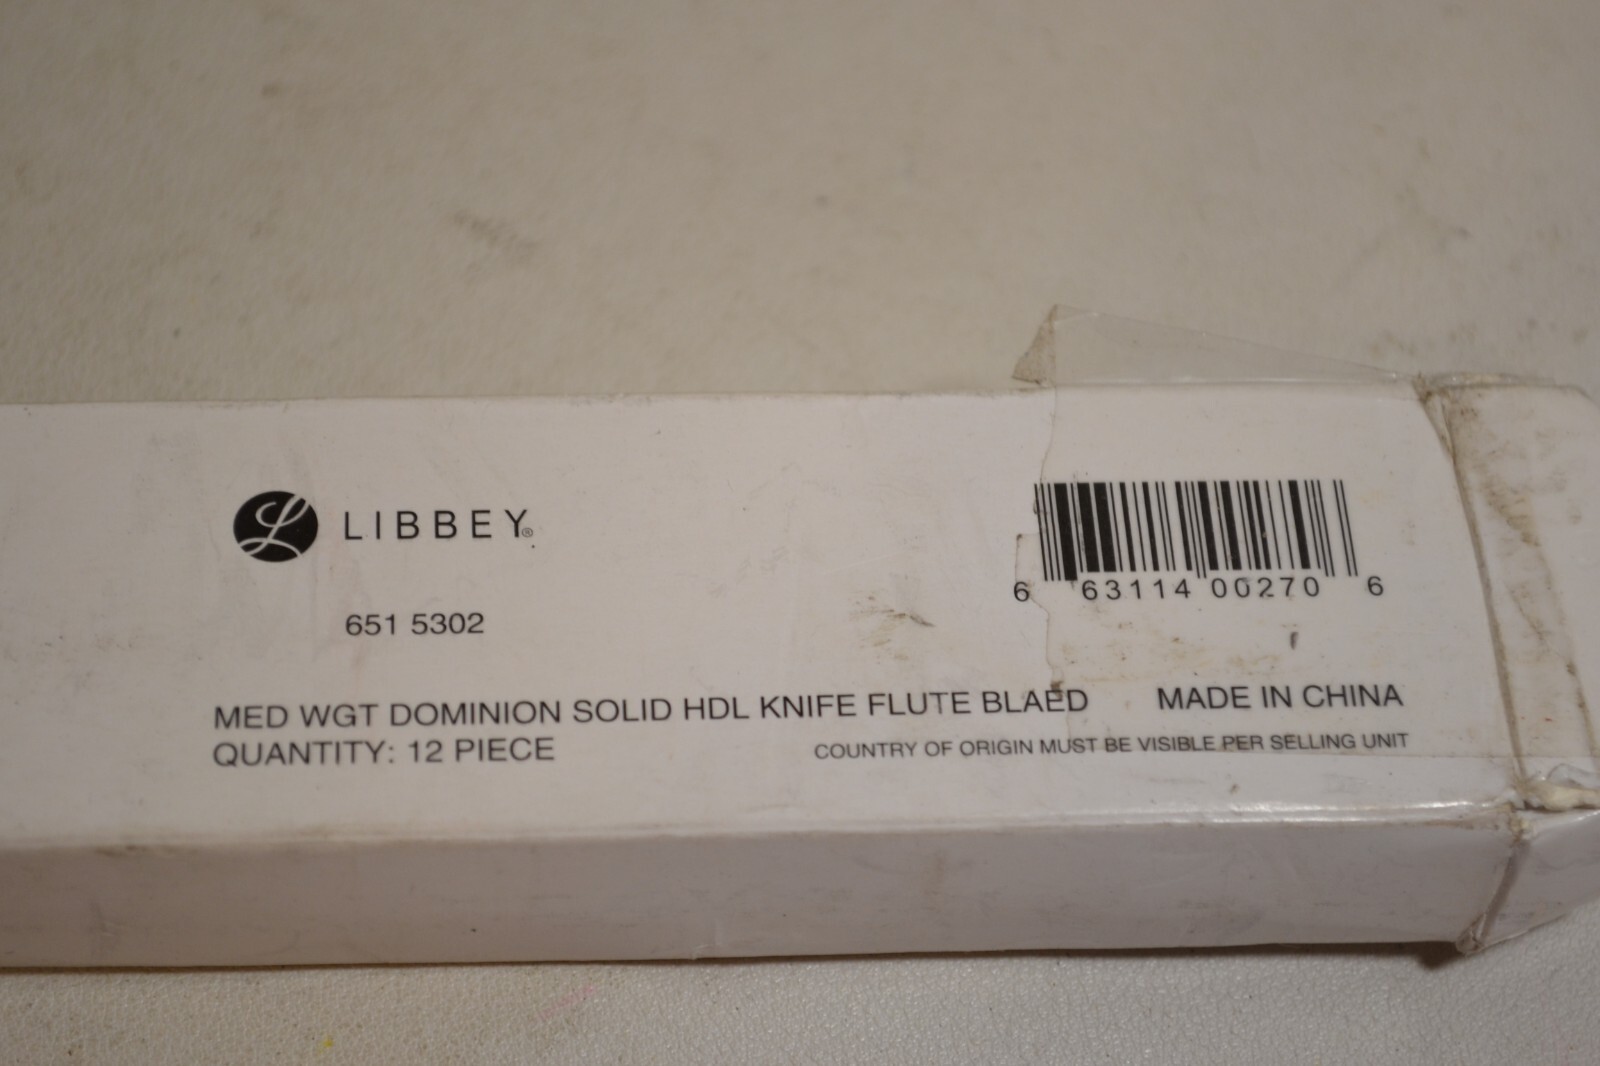 LIBBEY®
651 5302
6 63114 00270 6
MED WGT DOMINION SOLID HDL KNIFE FLUTE BLAED
MADE IN CHINA
QUANTITY: 12 PIECE
COUNTRY OF ORIGIN MUST BE VISIBLE PER SELLING UNIT